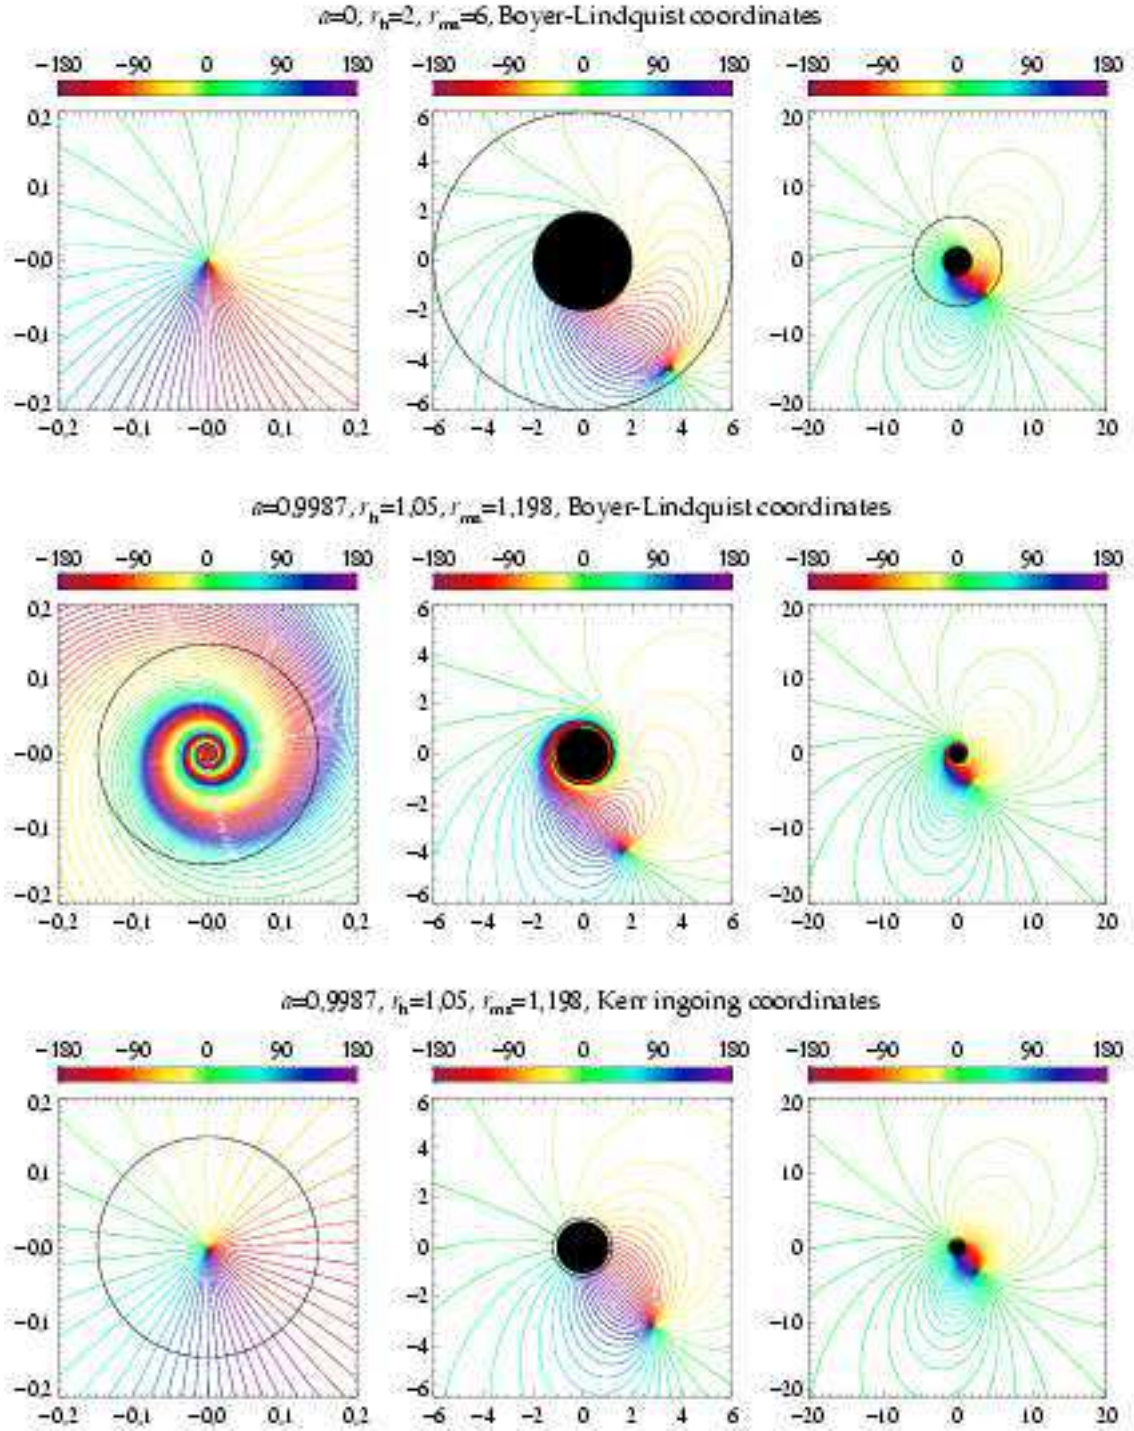 a=0, r_h=2, r_ms=6, Boyer-Lindquist coordinates
-180 -90 0 90 180 -180 -90 0 90 180 -180 -90 0 90 180
0.2 6 20
4
0.1 10
2
-0.0 0 0
-2
-0.1 -10
-4
-0.2 -6 -20
-0.2 -0.1 -0.0 0.1 0.2 -6 -4 -2 0 2 4 6 -20 -10 0 10 20
a=0.9987, r_h=1.05, r_ms=1.198, Boyer-Lindquist coordinates
-180 -90 0 90 180 -180 -90 0 90 180 -180 -90 0 90 180
0.2 6 20
4
0.1 10
2
-0.0 0 0
-2
-0.1 -10
-4
-0.2 -6 -20
-0.2 -0.1 -0.0 0.1 0.2 -6 -4 -2 0 2 4 6 -20 -10 0 10 20
a=0.9987, r_h=1.05, r_ms=1.198, Kerr ingoing coordinates
-180 -90 0 90 180 -180 -90 0 90 180 -180 -90 0 90 180
0.2 6 20
4
0.1 10
2
-0.0 0 0
-2
-0.1 -10
-4
-0.2 -6 -20
-0.2 -0.1 -0.0 0.1 0.2 -6 -4 -2 0 2 4 6 -20 -10 0 10 20